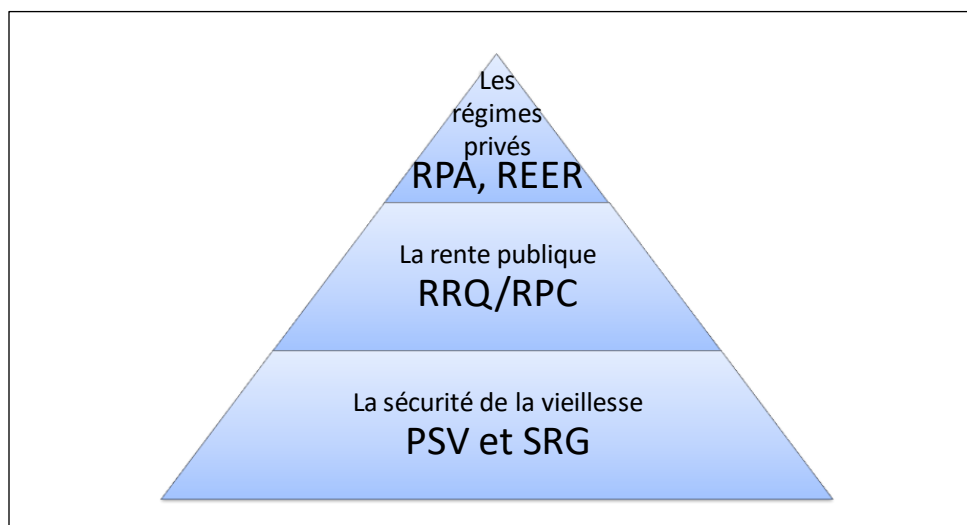 Les
régimes
privés
RPA, REER
La rente publique
RRQ/RPC
La sécurité de la vieillesse
PSV et SRG